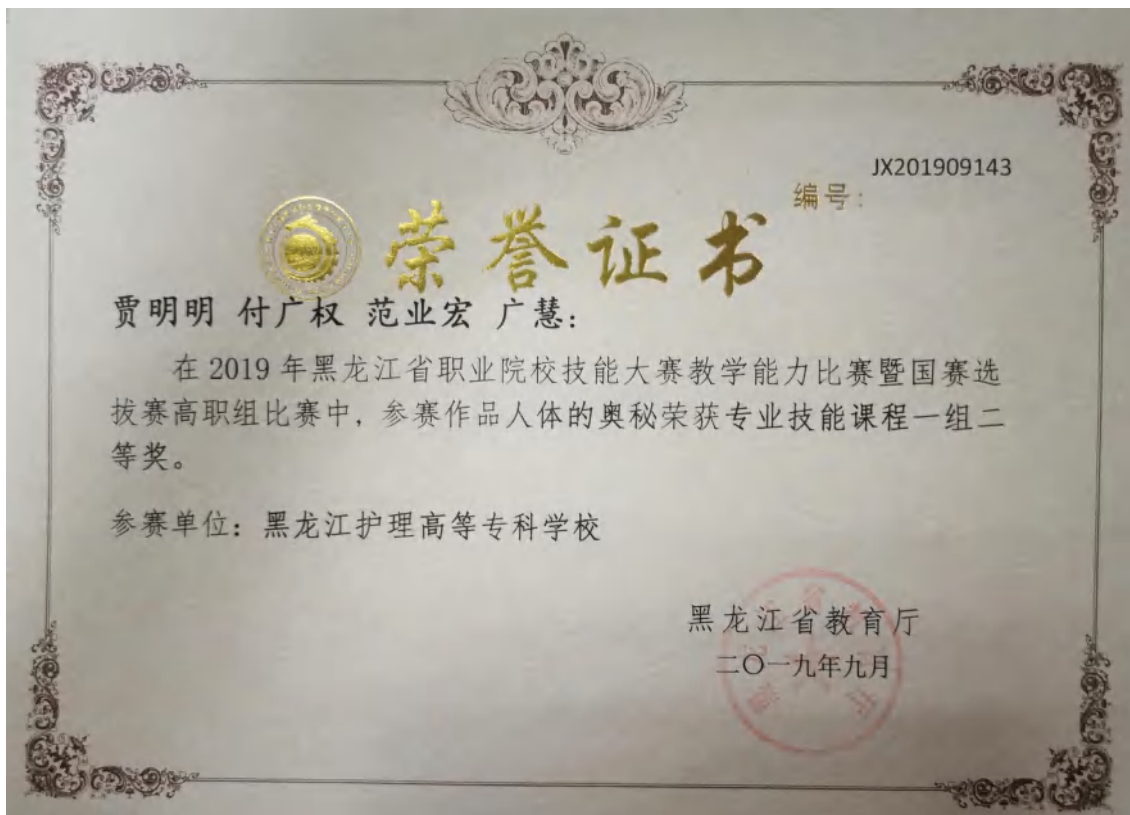 JX201909143
编号:
荣誉证书
贾明明 付广权 范业宏 广慧:
在2019年黑龙江省职业院校技能大赛教学能力比赛暨国赛选
拔赛高职组比赛中,参赛作品人体的奥秘荣获专业技能课程一组二
等奖。
参赛单位:黑龙江护理高等专科学校
黑龙江省教育厅
二〇一九年九月